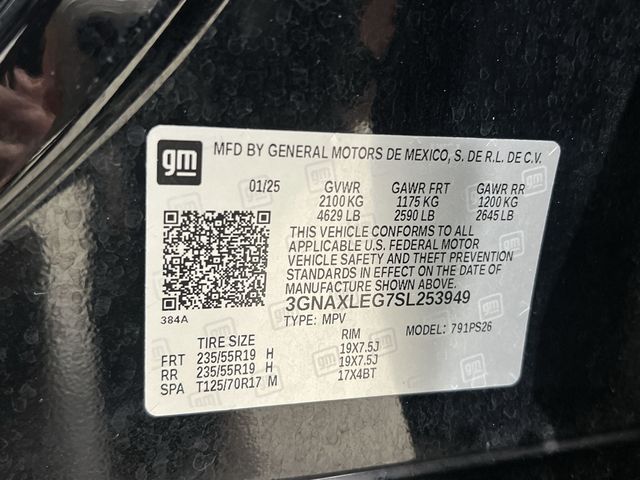 gm
MFD BY GENERAL MOTORS DE MEXICO, S. DE R.L. DE C.V.
01/25 GVWR GAWR FRT GAWR RR
2100 KG 1175 KG 1200 KG
4629 LB 2590 LB 2645 LB
THIS VEHICLE CONFORMS TO ALL
APPLICABLE U.S. FEDERAL MOTOR
VEHICLE SAFETY AND THEFT PREVENTION
STANDARDS IN EFFECT ON THE DATE OF
MANUFACTURE SHOWN ABOVE.
3GNAXLEG7SL253949
384A
TYPE: MPV MODEL: 791PS26
TIRE SIZE RIM
FRT 235/55R19 H 19X7.5J
RR 235/55R19 H 19X7.5J
SPA T125/70R17 M 17X4BT